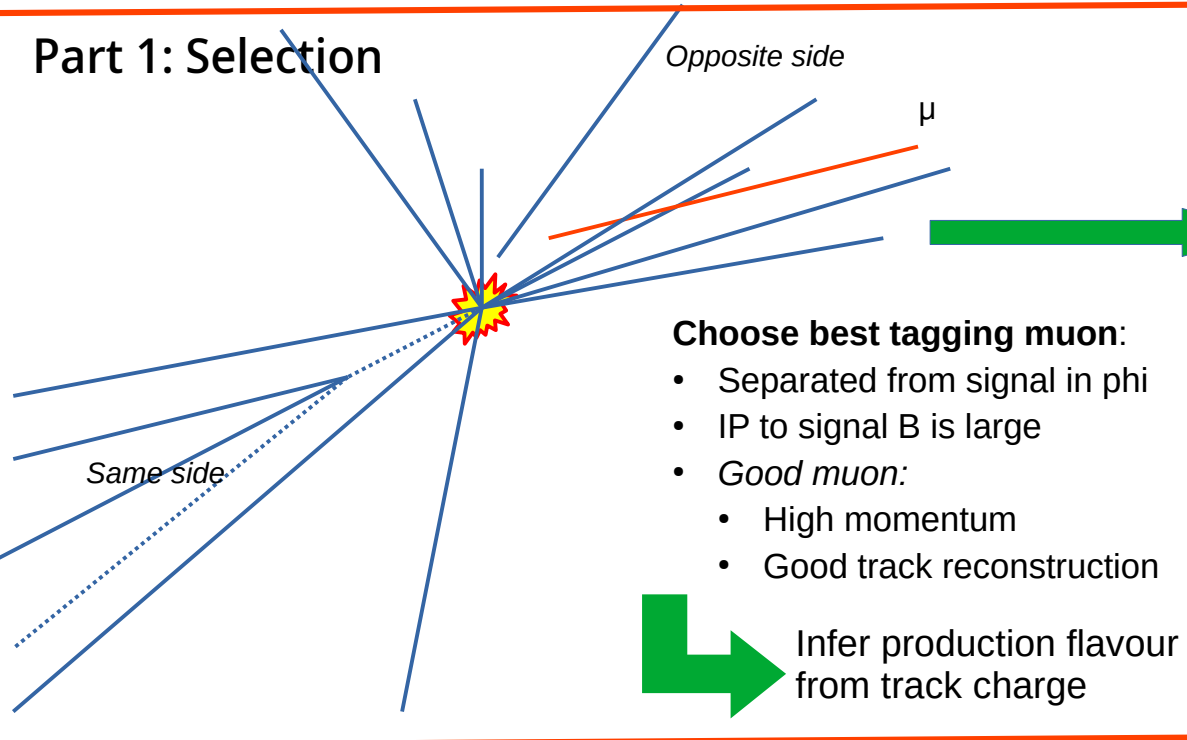 Part 1: Selection
Opposite side
μ
Same side
Choose best tagging muon:
• Separated from signal in phi
• IP to signal B is large
• Good muon:
• High momentum
• Good track reconstruction
Infer production flavour
from track charge